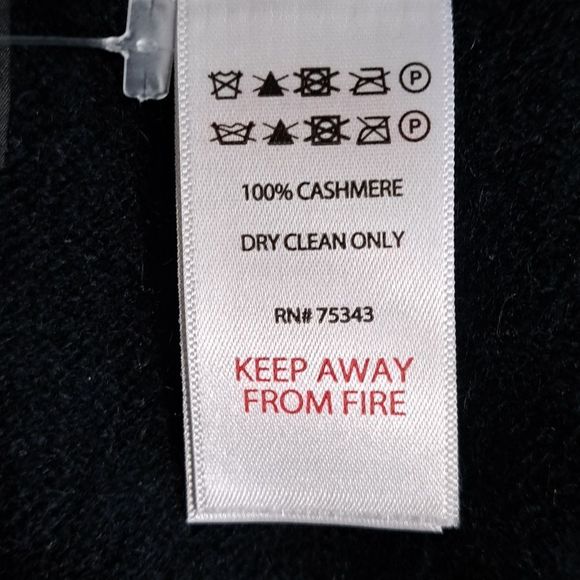 P
P
100% CASHMERE
DRY CLEAN ONLY
RN# 75343
KEEP AWAY
FROM FIRE